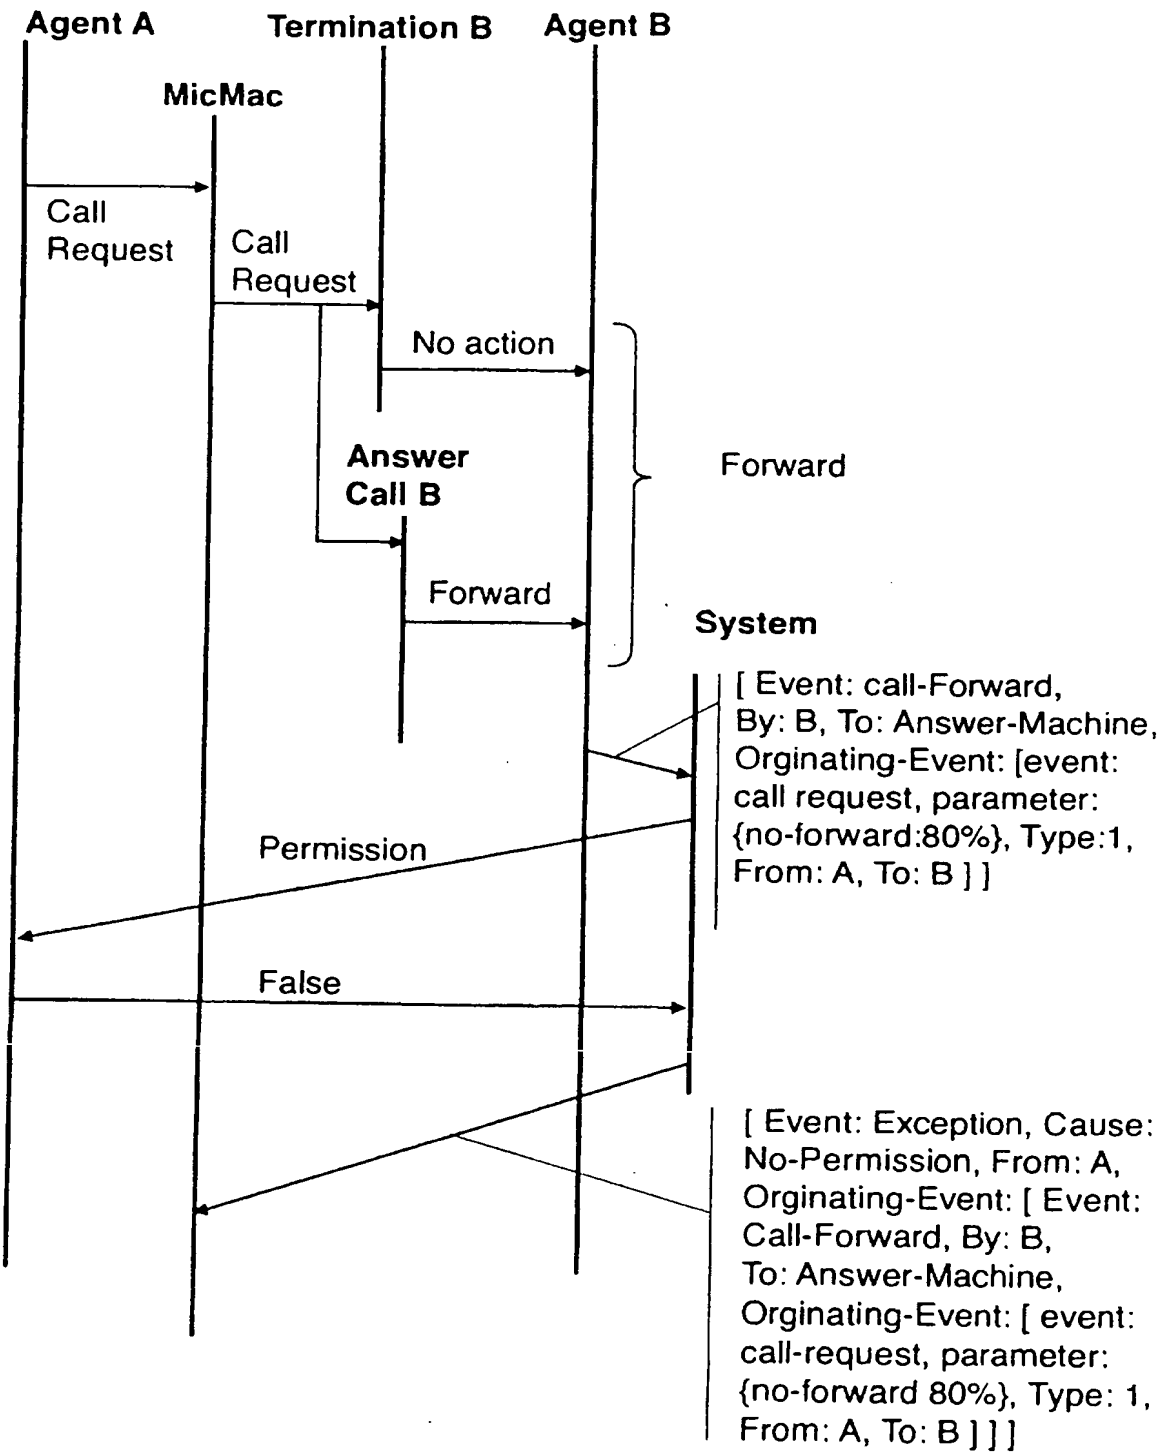 Agent A
Termination B
Agent B
MicMac
Call
Request
Call
Request
No action
Answer
Call B
Forward
Forward
System
[ Event: call-Forward,
By: B, To: Answer-Machine,
Orginating-Event: [event:
call request, parameter:
{no-forward:80%}, Type:1,
From: A, To: B ] ]
Permission
False
[ Event: Exception, Cause:
No-Permission, From: A,
Orginating-Event: [ Event:
Call-Forward, By: B,
To: Answer-Machine,
Orginating-Event: [ event:
call-request, parameter:
{no-forward 80%}, Type: 1,
From: A, To: B ] ] ]